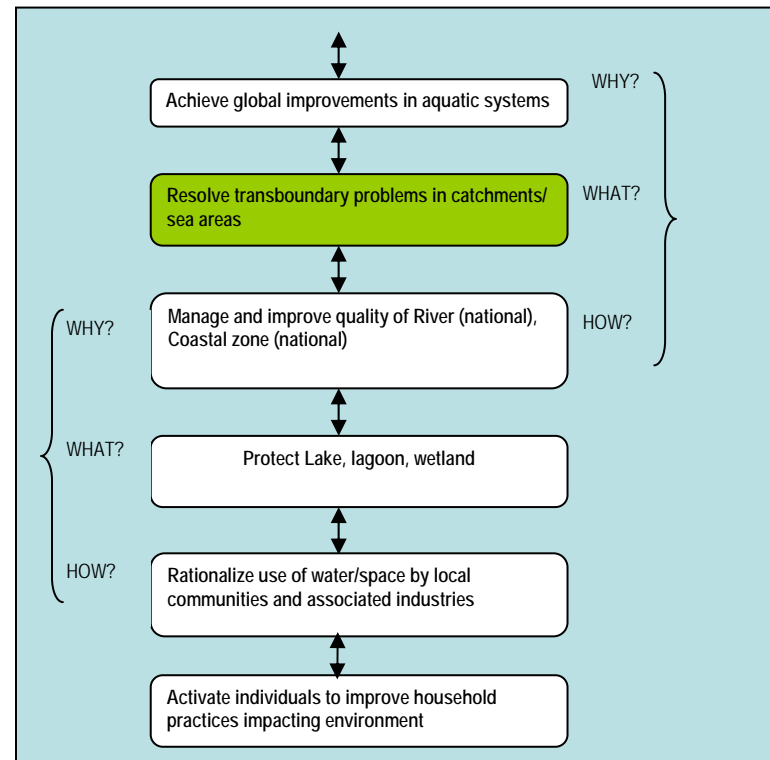 Achieve global improvements in aquatic systems
WHY?
Resolve transboundary problems in catchments/
sea areas
WHAT?
Manage and improve quality of River (national),
Coastal zone (national)
HOW?
WHY?
Protect Lake, lagoon, wetland
WHAT?
Rationalize use of water/space by local
communities and associated industries
HOW?
Activate individuals to improve household
practices impacting environment